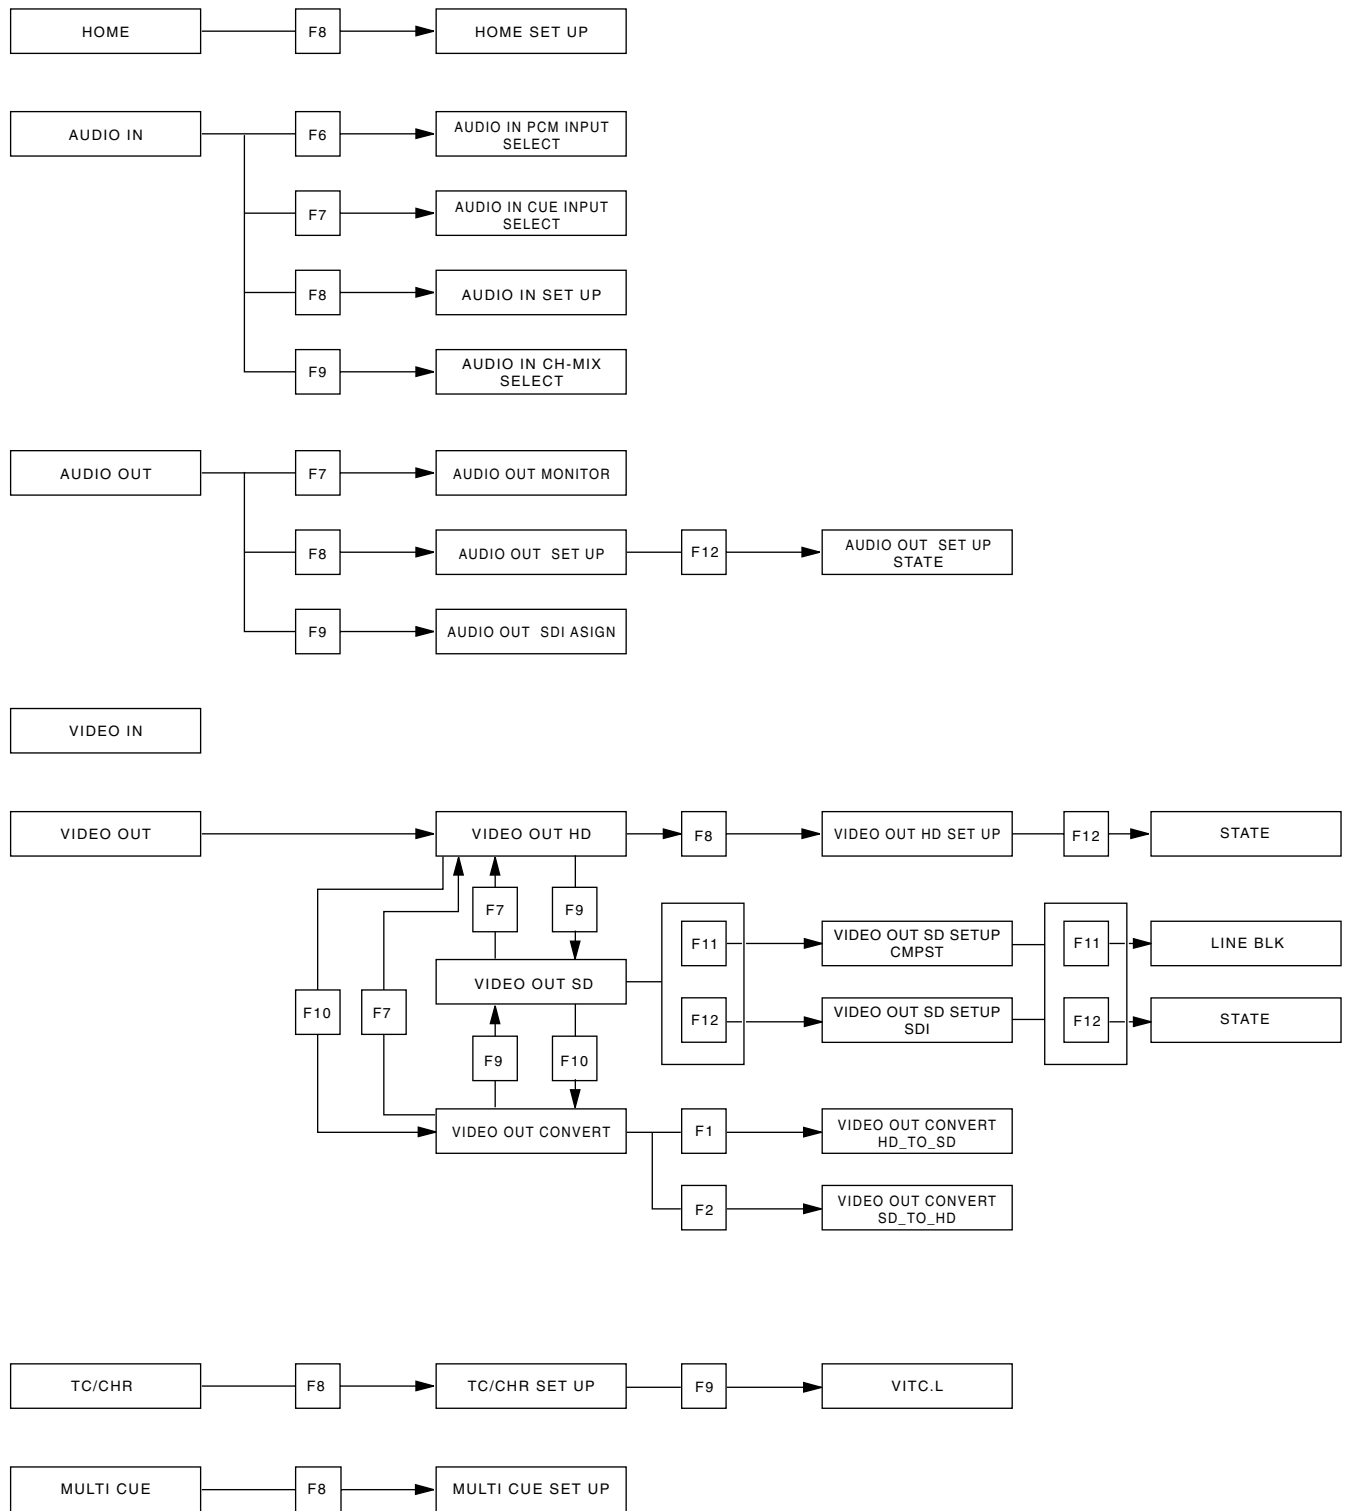 HOME
F8
HOME SET UP
AUDIO IN
F6
AUDIO IN PCM INPUT
SELECT
F7
AUDIO IN CUE INPUT
SELECT
F8
AUDIO IN SET UP
F9
AUDIO IN CH-MIX
SELECT
AUDIO OUT
F7
AUDIO OUT MONITOR
F8
AUDIO OUT SET UP
F12
AUDIO OUT SET UP
STATE
F9
AUDIO OUT SDI ASIGN
VIDEO IN
VIDEO OUT
VIDEO OUT HD
F8
VIDEO OUT HD SET UP
F12
STATE
F7
F9
F11
VIDEO OUT SD SETUP
CMPST
F11
LINE BLK
VIDEO OUT SD
F10
F7
F12
VIDEO OUT SD SETUP
SDI
F12
STATE
F9
F10
VIDEO OUT CONVERT
F1
VIDEO OUT CONVERT
HD_TO_SD
F2
VIDEO OUT CONVERT
SD_TO_HD
TC/CHR
F8
TC/CHR SET UP
F9
VITC.L
MULTI CUE
F8
MULTI CUE SET UP